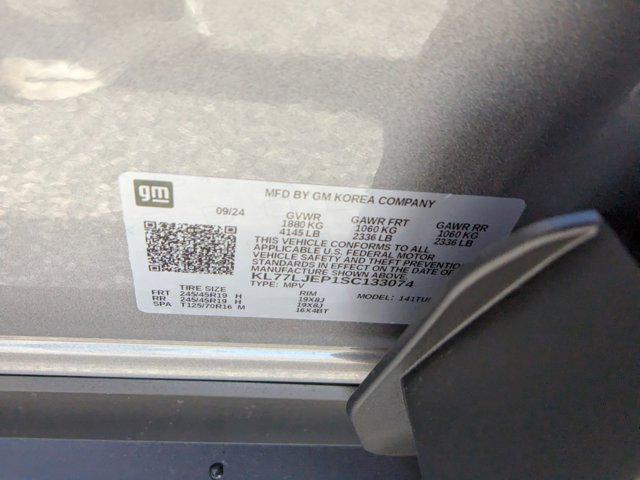 gm
MFD BY GM KOREA COMPANY
09/24 GVWR GAWR FRT GAWR RR
1880 KG 1060 KG 1060 KG
4145 LB 2336 LB 2336 LB
THIS VEHICLE CONFORMS TO ALL
APPLICABLE U.S. FEDERAL MOTOR
VEHICLE SAFETY AND THEFT PREVENTION
STANDARDS IN EFFECT ON THE DATE OF
MANUFACTURE SHOWN ABOVE.
KL77LJEP1SC133074
TYPE: MPV MODEL: 
TIRE SIZE RIM
FRT 245/45R19 H 19X8J
RR 245/45R19 H 19X8J
SPA T125/70R16 M 16X4BT